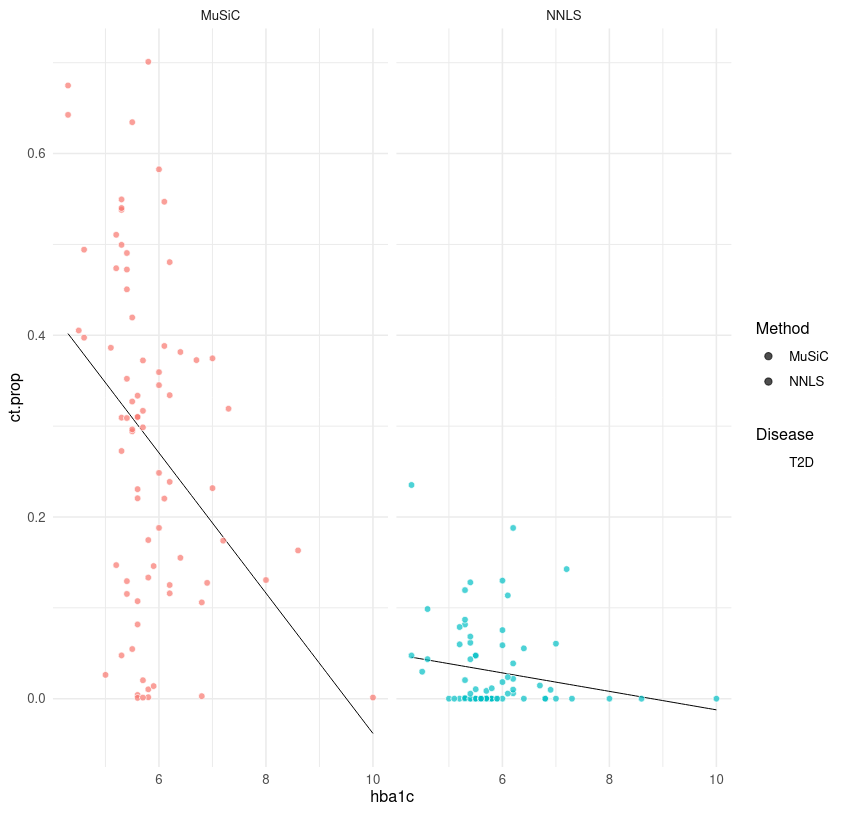 MuSiC NNLS
0.6
0.4
0.2
0.0
ct.prop
6 8 10 6 8 10
hba1c
Method
MuSiC
NNLS
Disease
T2D